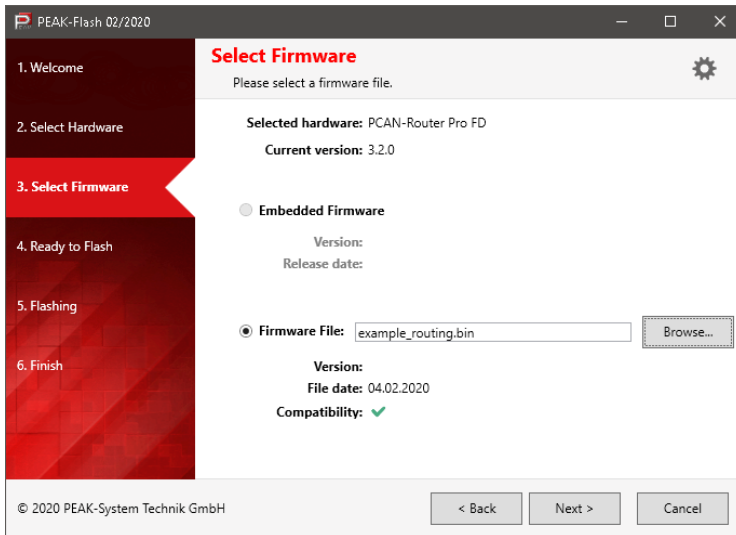 PEAK-Flash 02/2020
1. Welcome
2. Select Hardware
3. Select Firmware
4. Ready to Flash
5. Flashing
6. Finish
Select Firmware
Please select a firmware file.
Selected hardware: PCAN-Router Pro FD
Current version: 3.2.0
Embedded Firmware
Version:
Release date:
Firmware File: example_routing.bin Browse...
Version:
File date: 04.02.2020
Compatibility:
© 2020 PEAK-System Technik GmbH
< Back Next > Cancel